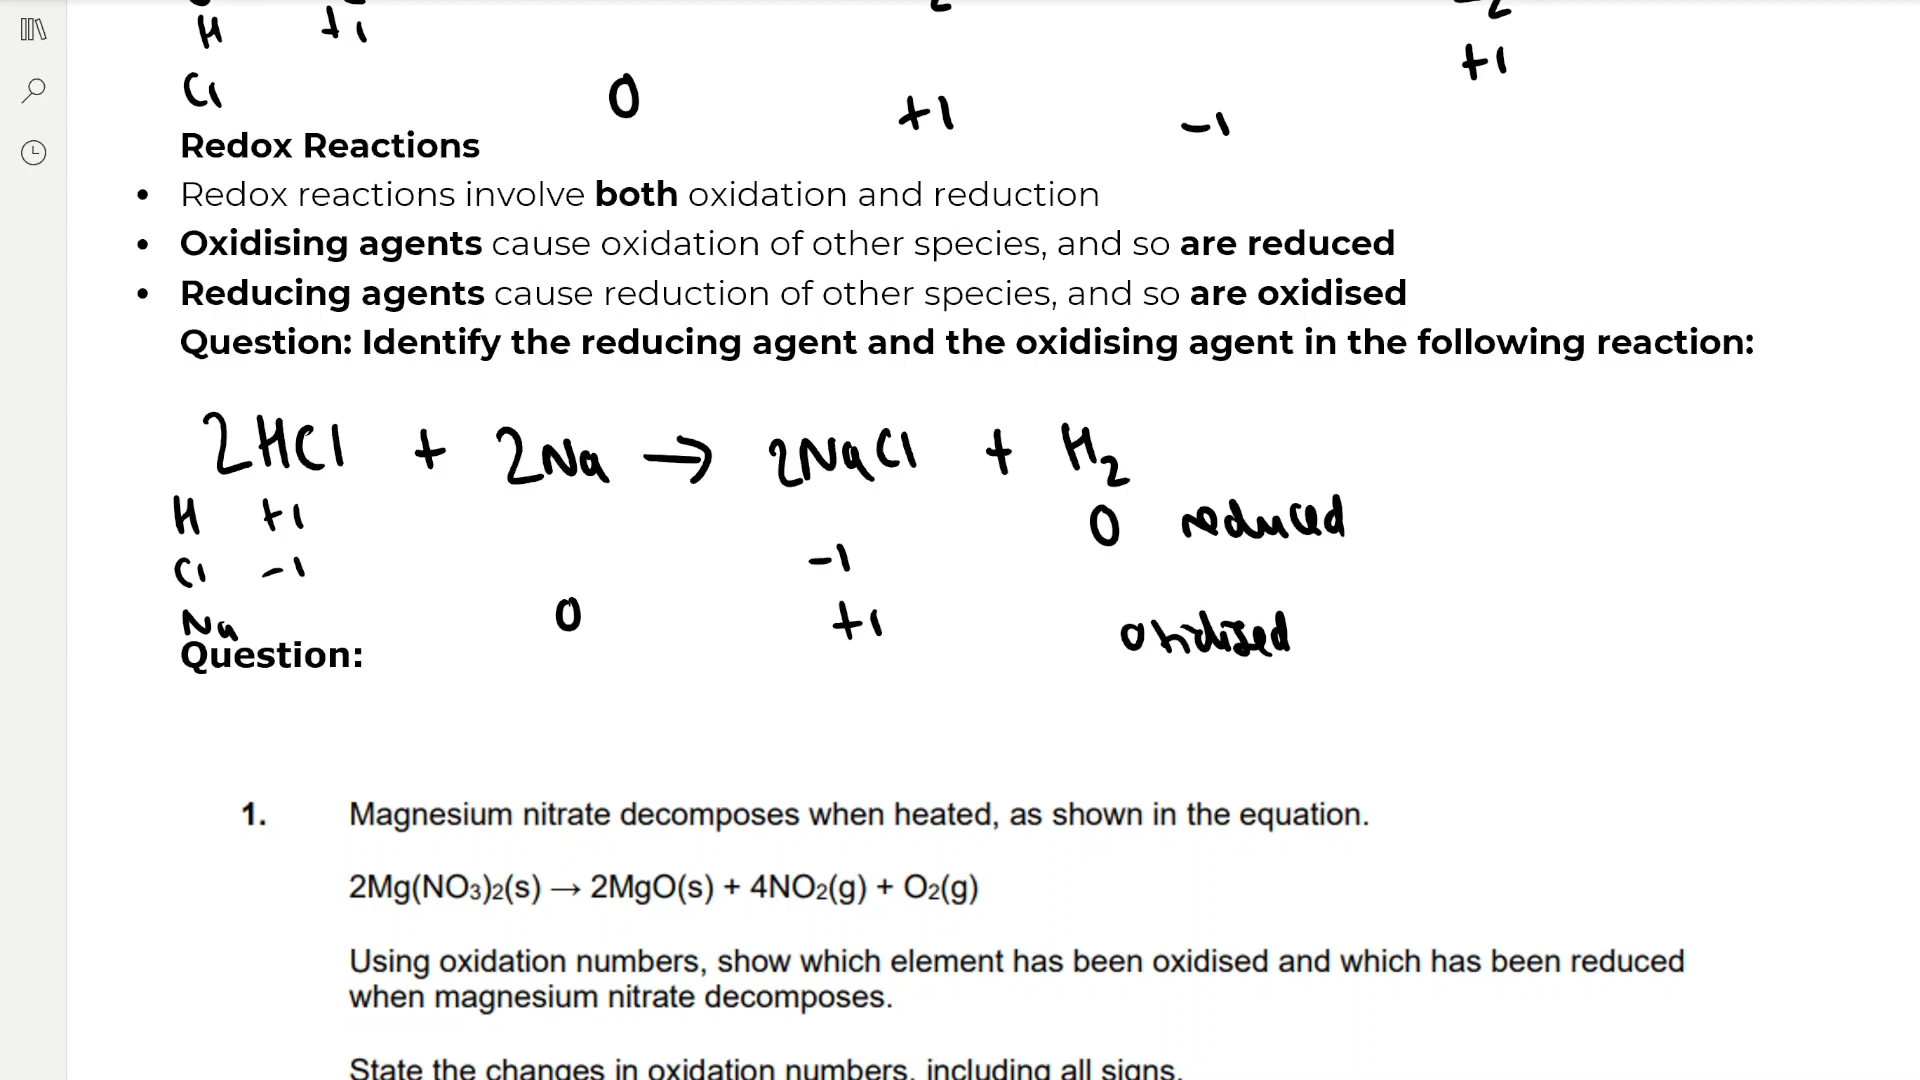 H +1 2 -2
+1
Cl 0 +1 -1
Redox Reactions
• Redox reactions involve both oxidation and reduction
• Oxidising agents cause oxidation of other species, and so are reduced
• Reducing agents cause reduction of other species, and so are oxidised
Question: Identify the reducing agent and the oxidising agent in the following reaction:
2HCl + 2Na → 2NaCl + H2
H +1 0 reduced
Cl -1 -1
Na 0 +1 oxidised
Question:
1. Magnesium nitrate decomposes when heated, as shown in the equation.
2Mg(NO3)2(s) → 2MgO(s) + 4NO2(g) + O2(g)
Using oxidation numbers, show which element has been oxidised and which has been reduced
when magnesium nitrate decomposes.
State the changes in oxidation numbers, including all signs.